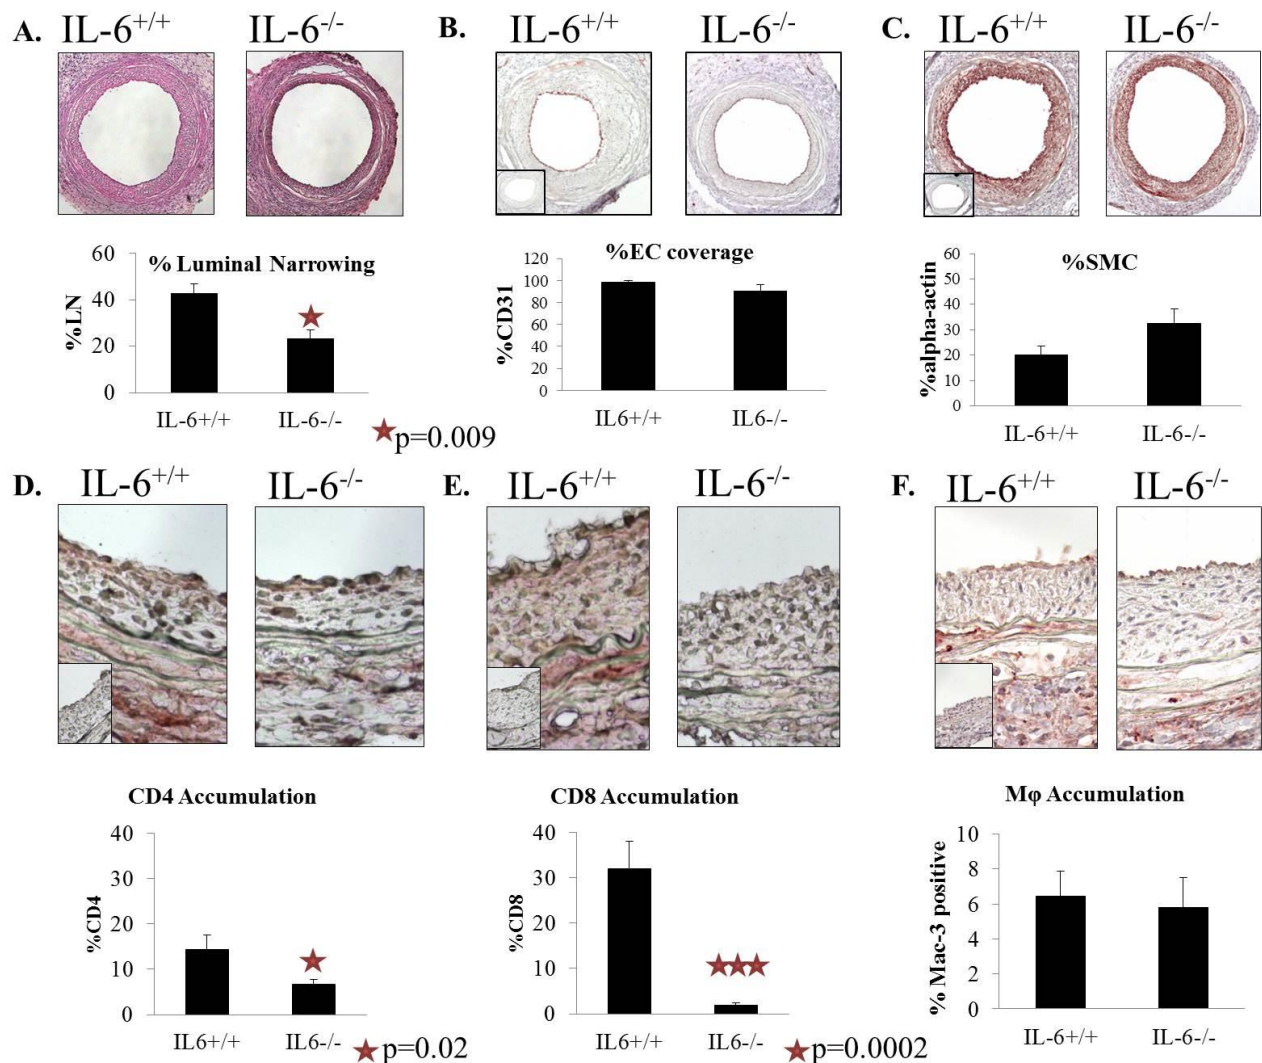 A. IL-6+/+ IL-6-/-
B. IL-6+/+ IL-6-/-
C. IL-6+/+ IL-6-/-
% Luminal Narrowing
%LN
60
40
20
0
IL-6+/+ IL-6-/-
p=0.009
%EC coverage
%CD31
120
100
80
60
40
20
0
IL6+/+ IL6-/-
%SMC
%alpha-actin
60
50
40
30
20
10
0
IL-6+/+ IL-6-/-
D. IL-6+/+ IL-6-/-
E. IL-6+/+ IL-6-/-
F. IL-6+/+ IL-6-/-
CD4 Accumulation
%CD4
40
30
20
10
0
IL6+/+ IL6-/-
p=0.02
CD8 Accumulation
%CD8
40
30
20
10
0
IL6+/+ IL6-/-
p=0.0002
Mφ Accumulation
% Mac-3 positive
10
8
6
4
2
0
IL-6+/+ IL-6-/-